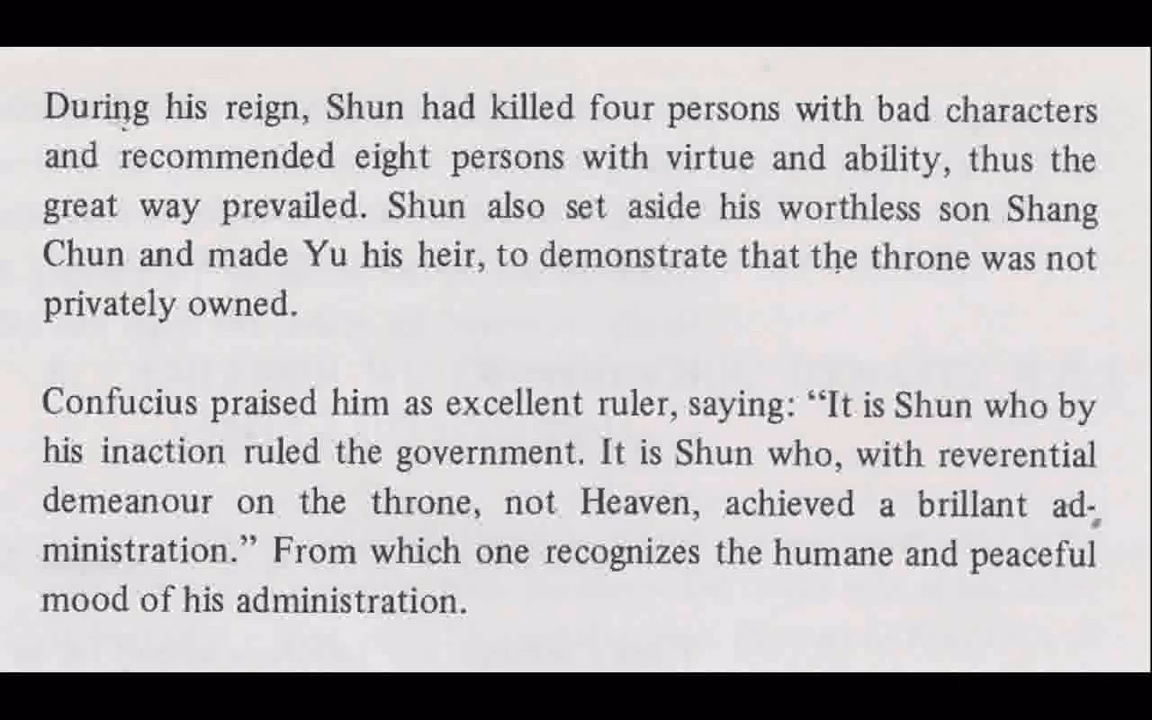 During his reign, Shun had killed four persons with bad characters
and recommended eight persons with virtue and ability, thus the
great way prevailed. Shun also set aside his worthless son Shang
Chun and made Yu his heir, to demonstrate that the throne was not
privately owned.
Confucius praised him as excellent ruler, saying: “It is Shun who by
his inaction ruled the government. It is Shun who, with reverential
demeanour on the throne, not Heaven, achieved a brillant ad-
ministration.” From which one recognizes the humane and peaceful
mood of his administration.